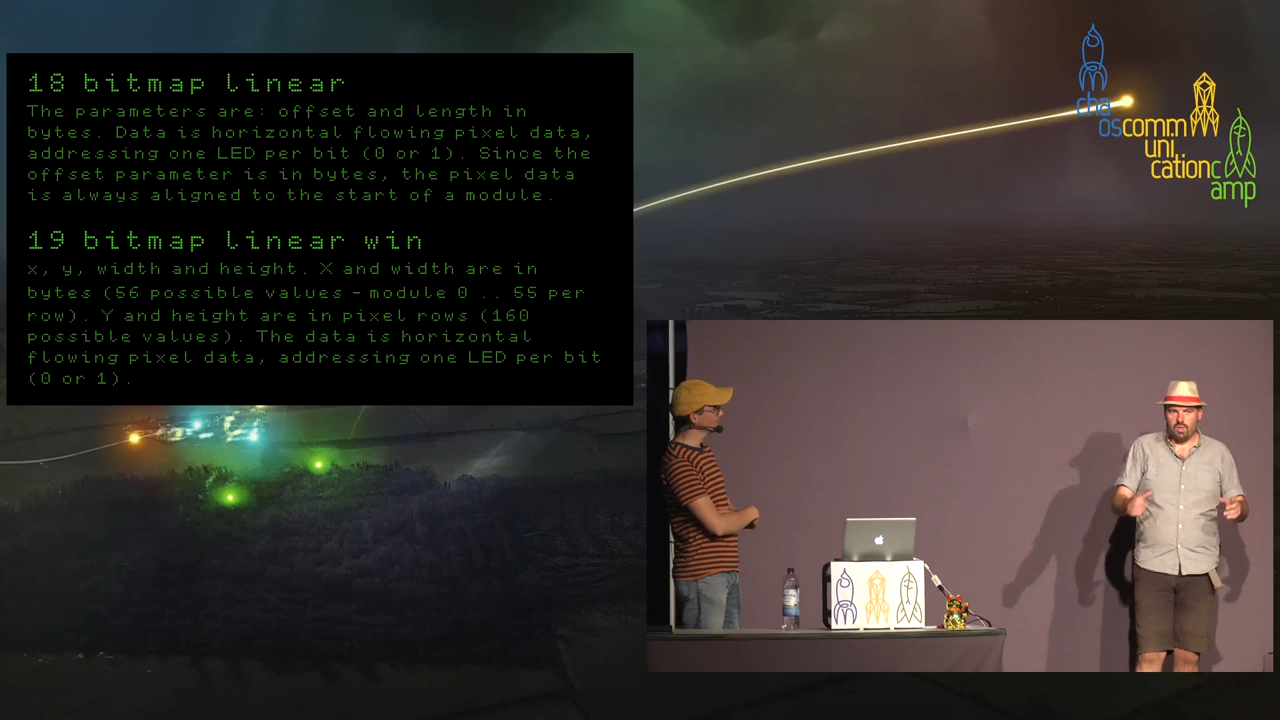 18 bitmap linear
The parameters are: offset and length in
bytes. Data is horizontal flowing pixel data,
addressing one LED per bit (0 or 1). Since the
offset parameter is in bytes, the pixel data
is always aligned to the start of a module.
19 bitmap linear win
x, y, width and height. X and width are in
bytes (56 possible values - module 0 .. 55 per
row). Y and height are in pixel rows (160
possible values). The data is horizontal
flowing pixel data, addressing one LED per bit
(0 or 1).
cha
oscomm
uni
cationc
amp